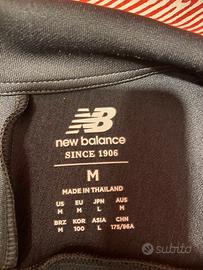 NB
new balance
SINCE 1906
M
MADE IN THAILAND
US EU JPN AUS
M M L M
BRZ KOR ASIA CHN
M 100 L 175/96A
subito